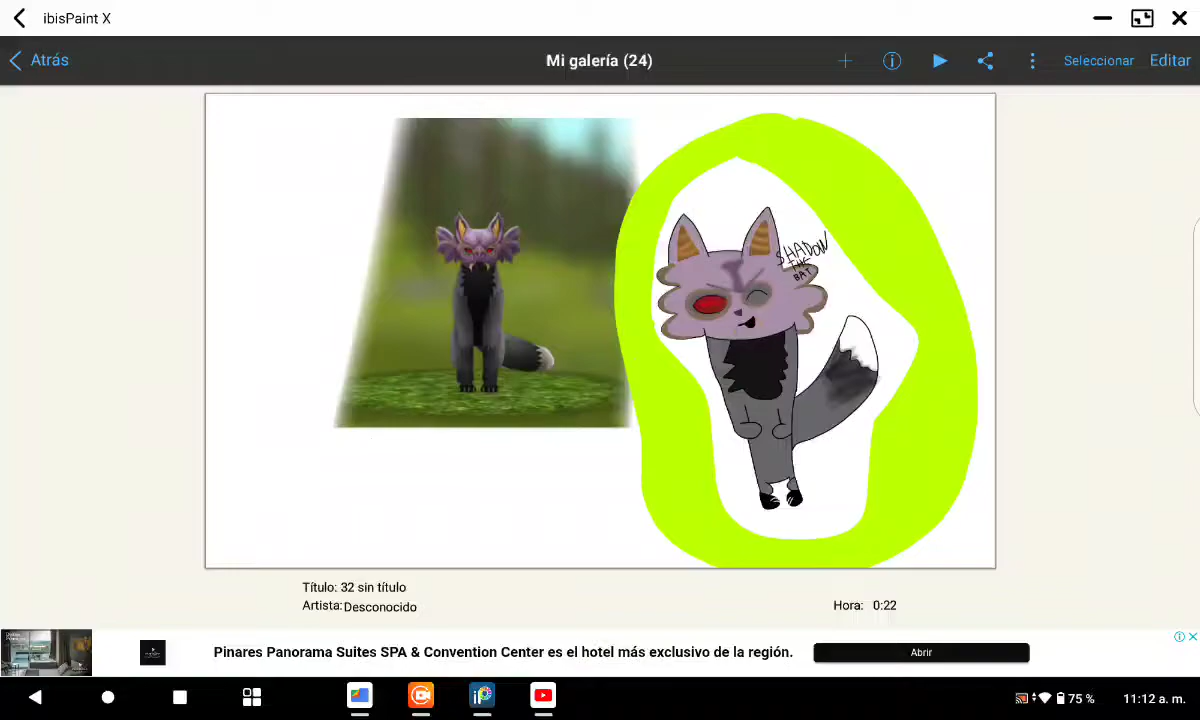 ibisPaint X
Atrás
Mi galería (24)
Seleccionar
Editar
SHADOW
THE
BAT
Título: 32 sin título
Artista: Desconocido
Hora: 0:22
Pinares Panorama Suites SPA & Convention Center es el hotel más exclusivo de la región.
Abrir
75 %
11:12 a. m.